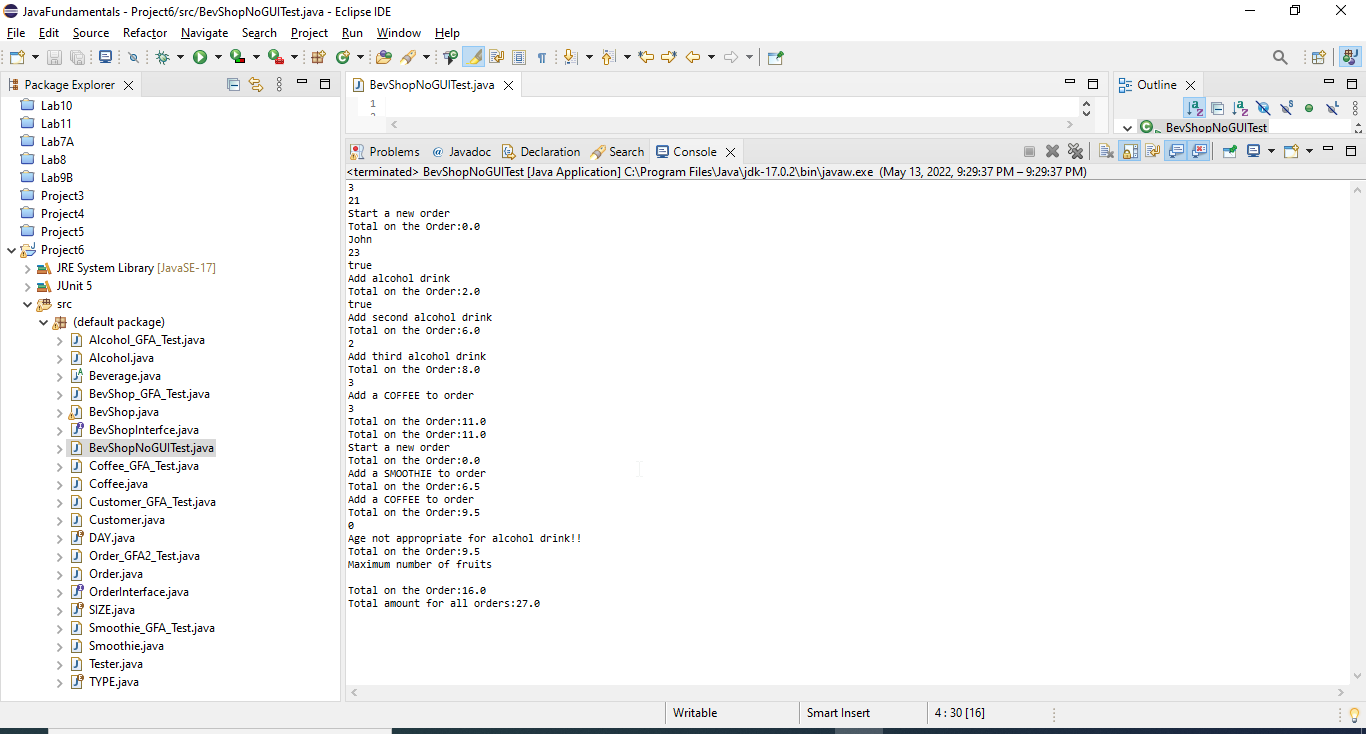 JavaFundamentals - Project6/src/BevShopNoGUITest.java - Eclipse IDE
File Edit Source Refactor Navigate Search Project Run Window Help
Package Explorer
Lab10
Lab11
Lab7A
Lab8
Lab9B
Project3
Project4
Project5
Project6
JRE System Library [JavaSE-17]
JUnit 5
src
(default package)
Alcohol_GFA_Test.java
Alcohol.java
Beverage.java
BevShop_GFA_Test.java
BevShop.java
BevShopInterfce.java
BevShopNoGUITest.java
Coffee_GFA_Test.java
Coffee.java
Customer_GFA_Test.java
Customer.java
DAY.java
Order_GFA2_Test.java
Order.java
OrderInterface.java
SIZE.java
Smoothie_GFA_Test.java
Smoothie.java
Tester.java
TYPE.java
BevShopNoGUITest.java
1
Outline
BevShopNoGUITest
Problems Javadoc Declaration Search Console
<terminated> BevShopNoGUITest [Java Application] C:\Program Files\Java\jdk-17.0.2\bin\javaw.exe (May 13, 2022, 9:29:37 PM – 9:29:37 PM)
3
21
Start a new order
Total on the Order:0.0
John
23
true
Add alcohol drink
Total on the Order:2.0
true
Add second alcohol drink
Total on the Order:6.0
2
Add third alcohol drink
Total on the Order:8.0
3
Add a COFFEE to order
3
Total on the Order:11.0
Total on the Order:11.0
Start a new order
Total on the Order:0.0
Add a SMOOTHIE to order
Total on the Order:6.5
Add a COFFEE to order
Total on the Order:9.5
0
Age not appropriate for alcohol drink!!
Total on the Order:9.5
Maximum number of fruits
Total on the Order:16.0
Total amount for all orders:27.0
Writable Smart Insert 4 : 30 [16]